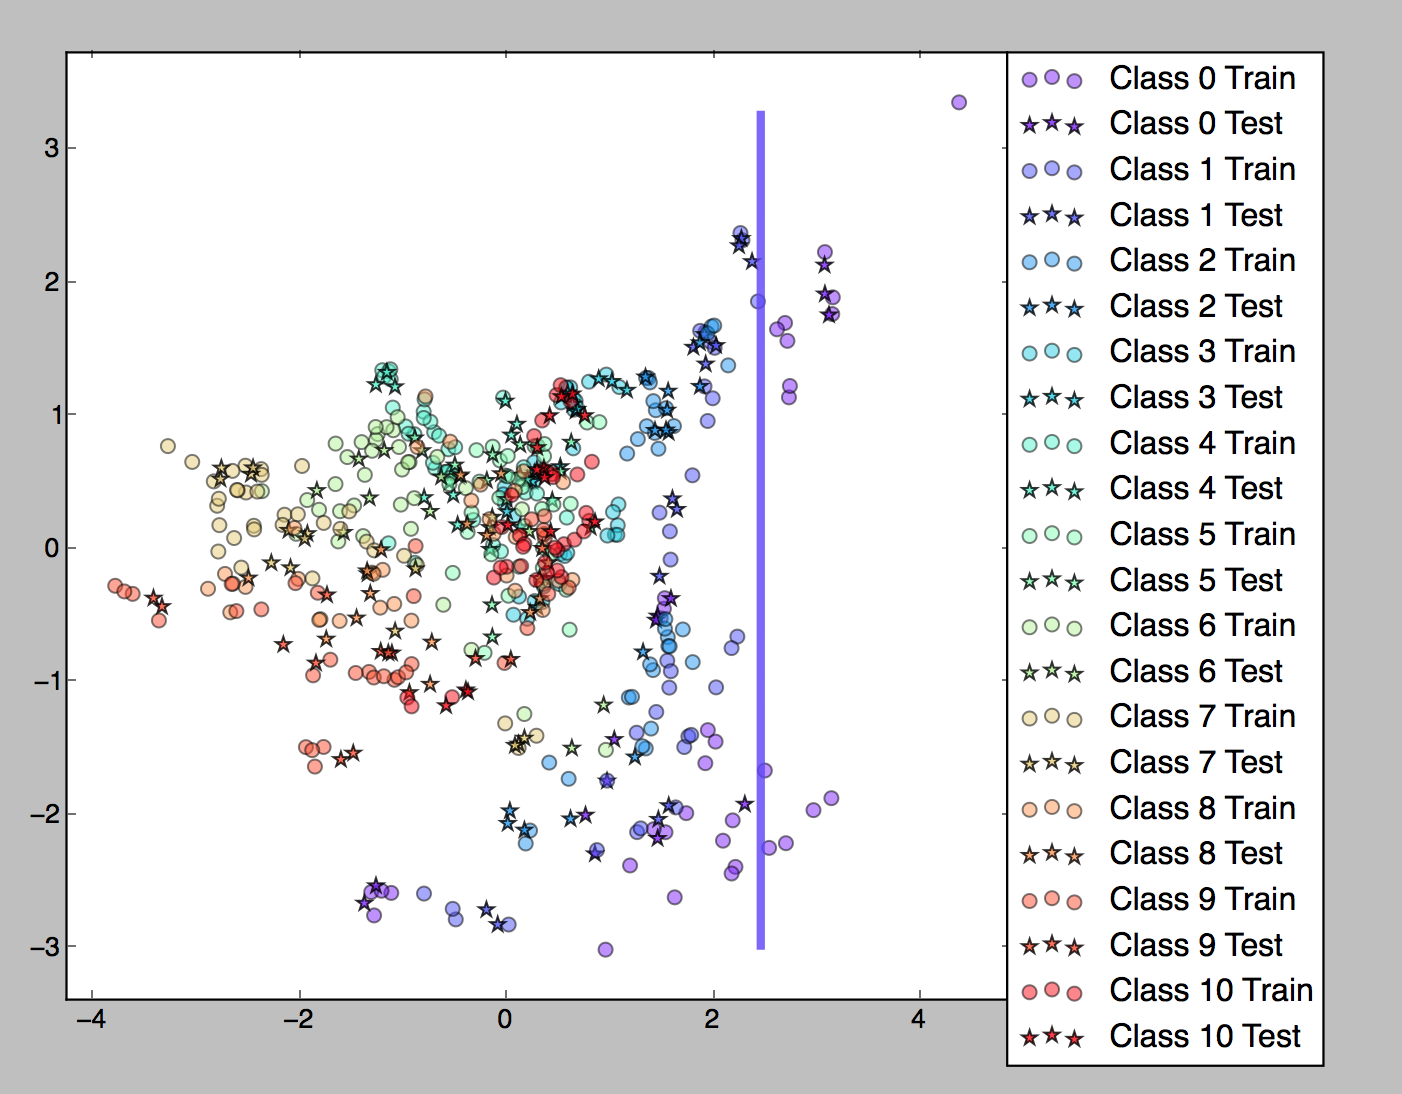 3
2
1
0
−1
−2
−3
−4
−2
0
2
4
Class 0 Train
Class 0 Test
Class 1 Train
Class 1 Test
Class 2 Train
Class 2 Test
Class 3 Train
Class 3 Test
Class 4 Train
Class 4 Test
Class 5 Train
Class 5 Test
Class 6 Train
Class 6 Test
Class 7 Train
Class 7 Test
Class 8 Train
Class 8 Test
Class 9 Train
Class 9 Test
Class 10 Train
Class 10 Test